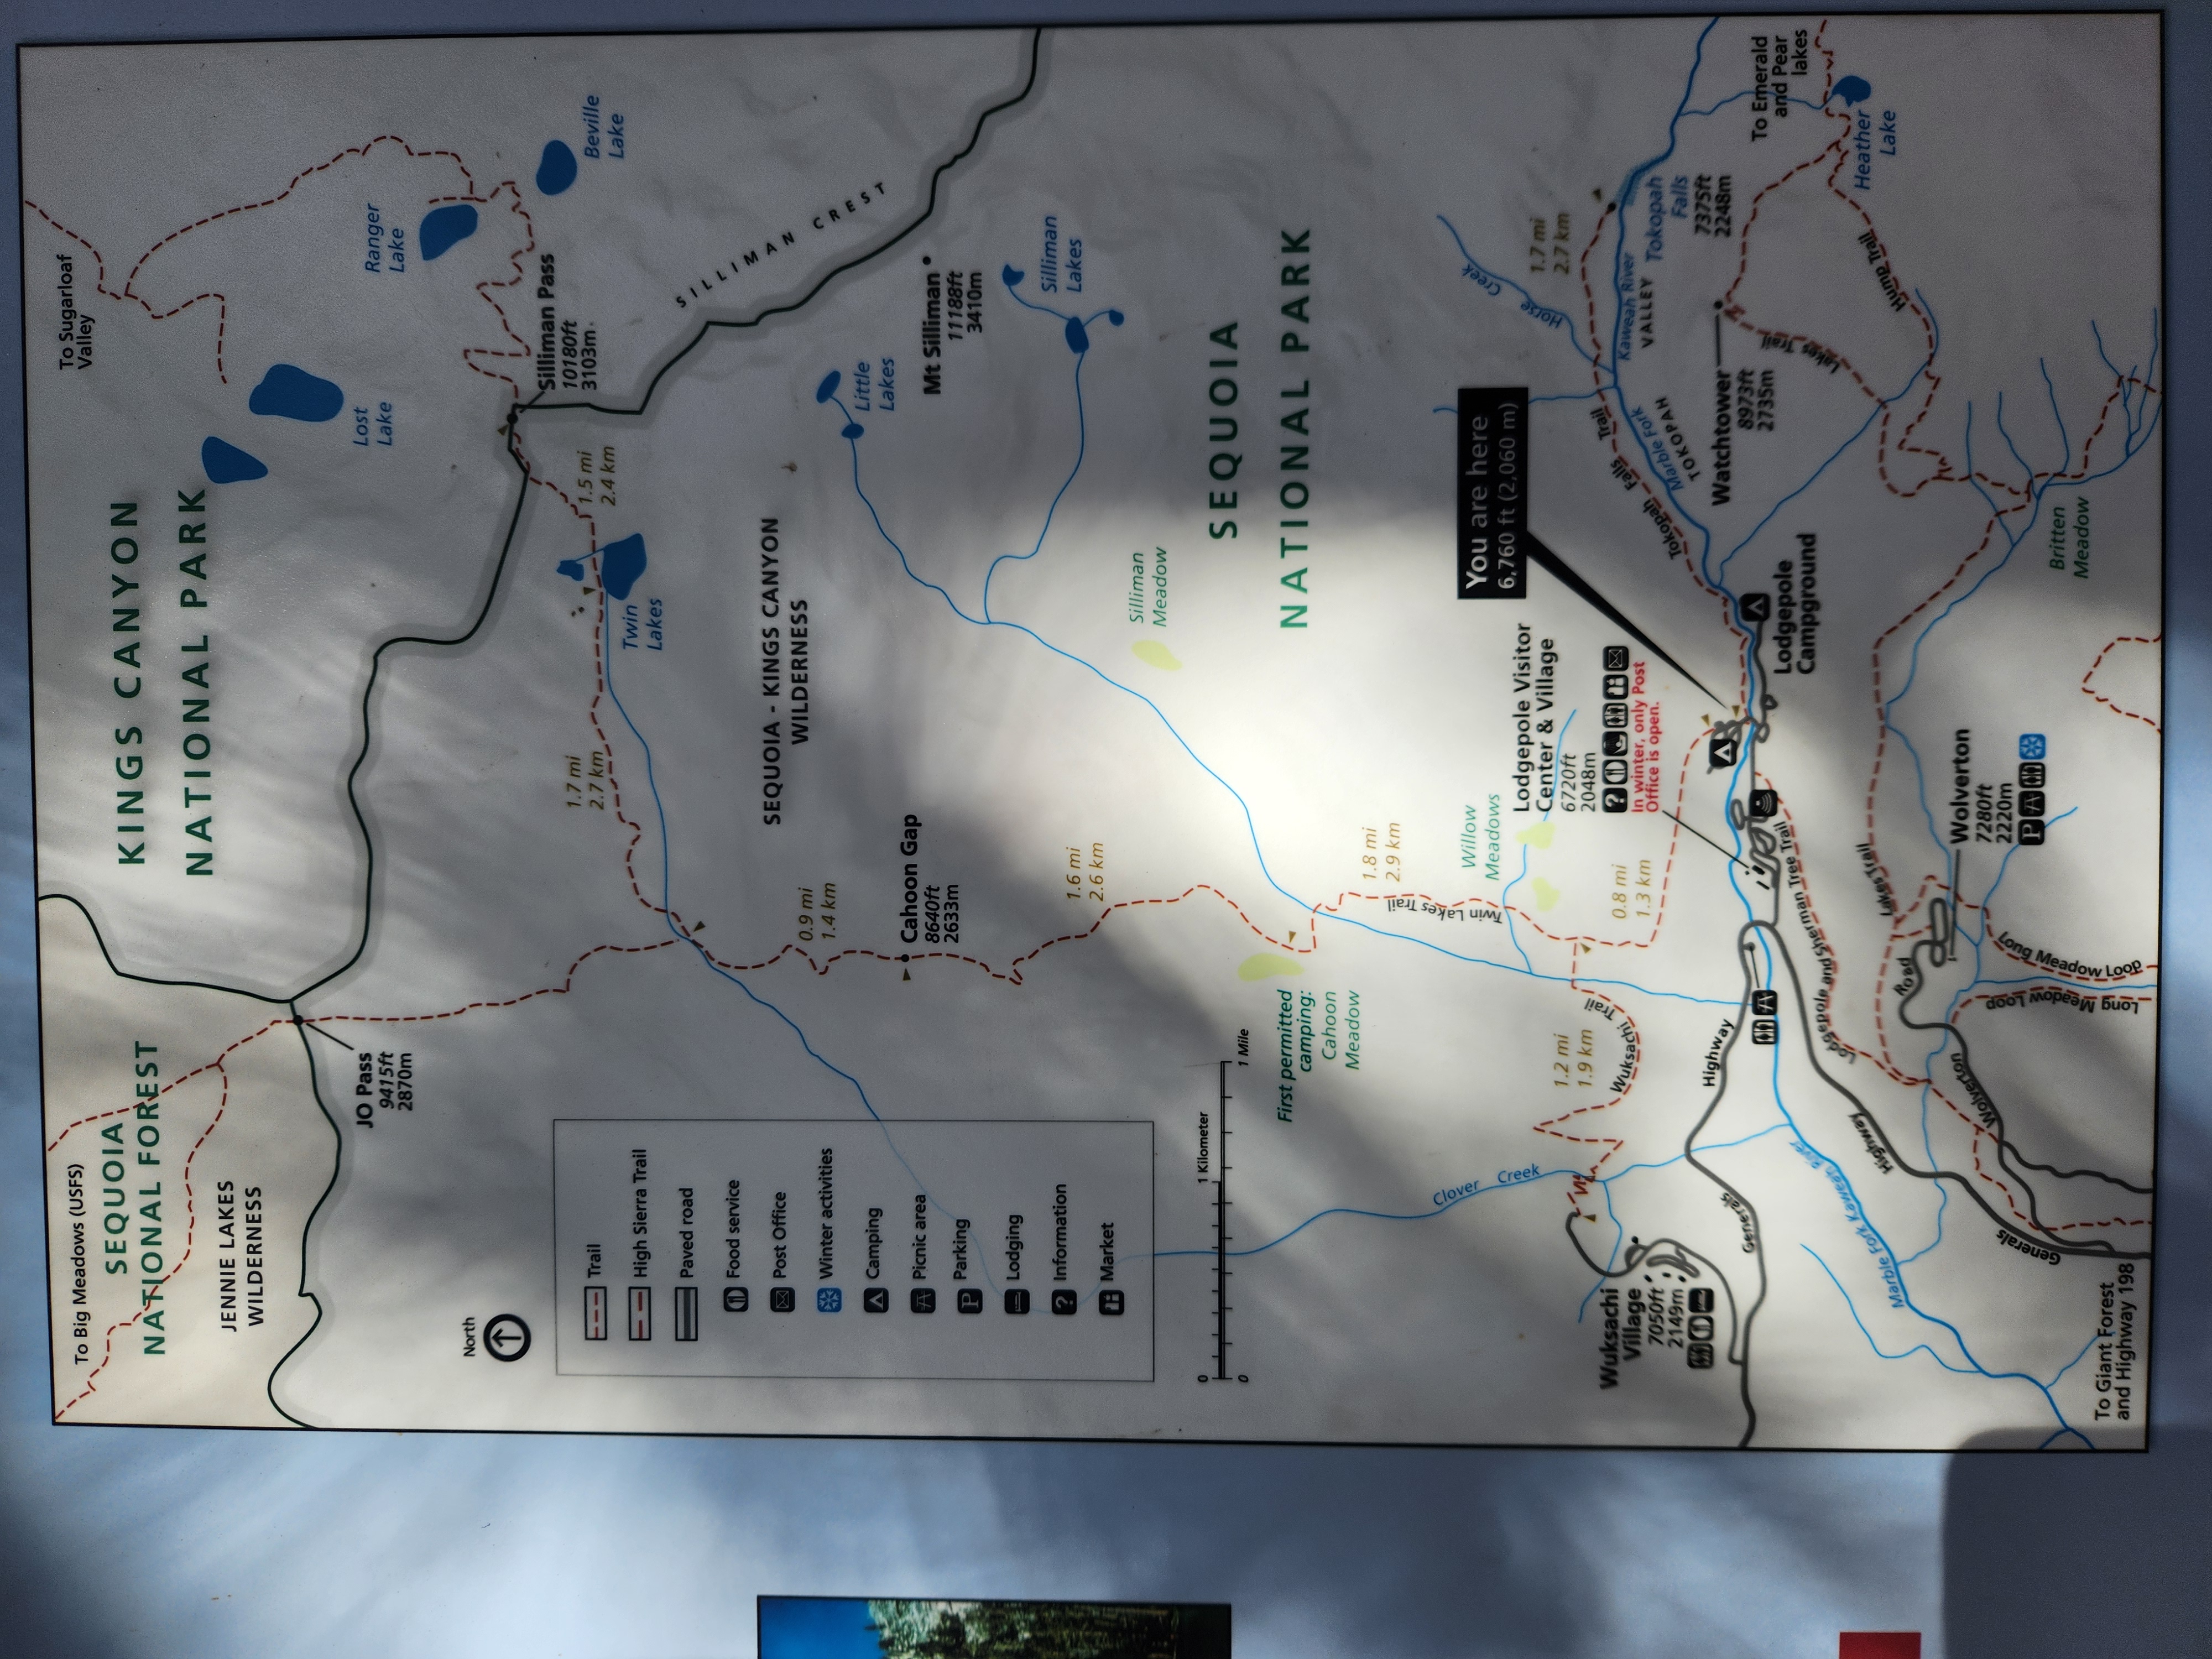 To Big Meadows (USFS)
SEQUOIA
NATIONAL FOREST
JENNIE LAKES
WILDERNESS
KINGS CANYON
NATIONAL PARK
To Sugarloaf
Valley
JO Pass
9415ft
2870m
Lost
Lake
Ranger
Lake
North
Silliman Pass
10180ft
3103m
Beville
Lake
1.7 mi
2.7 km
1.5 mi
2.4 km
Twin
Lakes
Trail
High Sierra Trail
Paved road
Food service
Post Office
Winter activities
Camping
Picnic area
P
Parking
Lodging
?
Information
Market
SILLIMAN CREST
SEQUOIA - KINGS CANYON
WILDERNESS
0.9 mi
1.4 km
Little
Lakes
Cahoon Gap
8640ft
2633m
Mt Silliman
11188ft
3410m
Silliman
Lakes
1.6 mi
2.6 km
Silliman
Meadow
0
1 Kilometer
0
1 Mile
SEQUOIA
NATIONAL PARK
First permitted
camping:
Cahoon
Meadow
1.8 mi
2.9 km
Twin Lakes Trail
Clover Creek
Willow
Meadows
You are here
6,760 ft (2,060 m)
Lodgepole Visitor
Center & Village
6720ft
2048m
?
In winter, only Post
Office is open.
Horse Creek
1.7 mi
2.7 km
1.2 mi
1.9 km
Wuksachi Trail
Wuksachi
Village
7050ft
2149m
0.8 mi
1.3 km
Tokopah Falls Trail
Marble Fork
Kaweah River
TOKOPAH
VALLEY
Tokopah
Falls
7375ft
2248m
Generals
Highway
Watchtower
8973ft
2735m
To Emerald
and Pear
lakes
Lodgepole
Campground
Lodgepole and Sherman Tree Trail
Marble Fork Kaweah River
Highway
Lakes Trail
Lakes Trail
Hump Trail
Heather
Lake
Road
Wolverton
Wolverton
7280ft
2220m
P
Generals
Long Meadow Loop
Long Meadow Loop
Britten
Meadow
To Giant Forest
and Highway 198